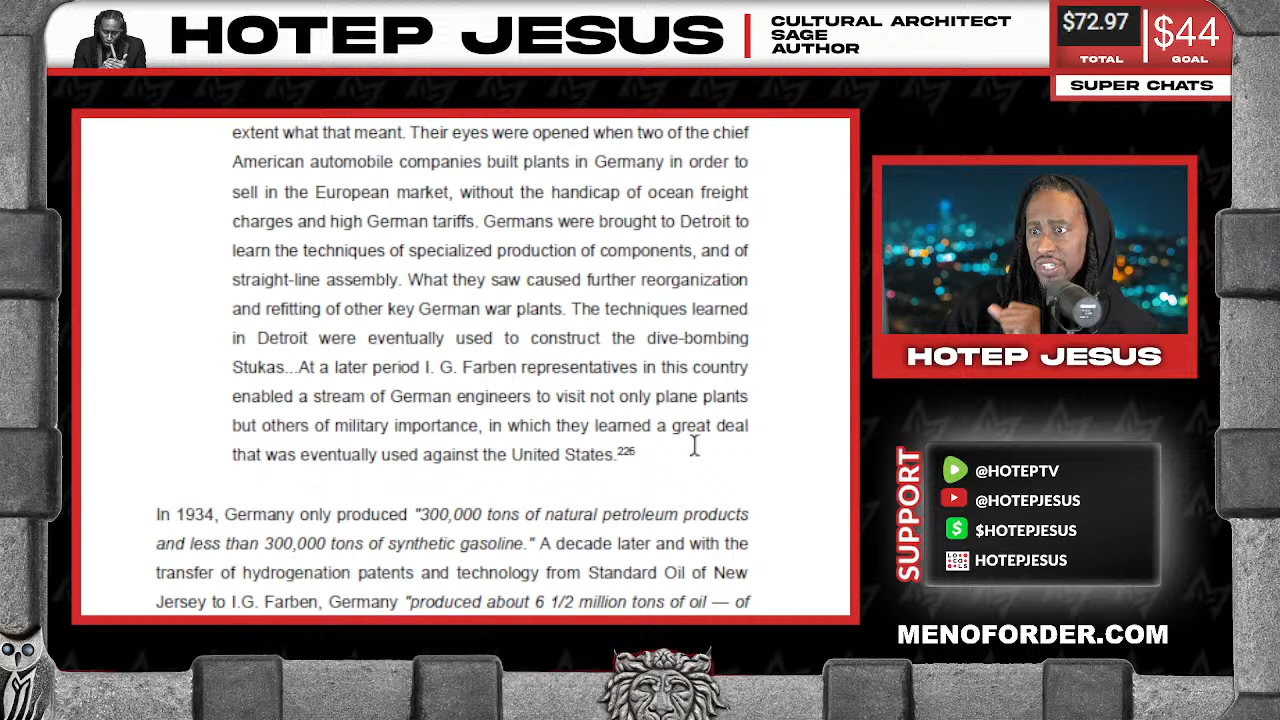 HOTEP JESUS
CULTURAL ARCHITECT
SAGE
AUTHOR
$72.97
TOTAL
$44
GOAL
SUPER CHATS
extent what that meant. Their eyes were opened when two of the chief
American automobile companies built plants in Germany in order to
sell in the European market, without the handicap of ocean freight
charges and high German tariffs. Germans were brought to Detroit to
learn the techniques of specialized production of components, and of
straight-line assembly. What they saw caused further reorganization
and refitting of other key German war plants. The techniques learned
in Detroit were eventually used to construct the dive-bombing
Stukas...At a later period I. G. Farben representatives in this country
enabled a stream of German engineers to visit not only plane plants
but others of military importance, in which they learned a great deal
that was eventually used against the United States.226
In 1934, Germany only produced "300,000 tons of natural petroleum products
and less than 300,000 tons of synthetic gasoline." A decade later and with the
transfer of hydrogenation patents and technology from Standard Oil of New
Jersey to I.G. Farben, Germany "produced about 6 1/2 million tons of oil — of
HOTEP JESUS
SUPPORT
@HOTEPTV
@HOTEPJESUS
$HOTEPJESUS
LOCALS
HOTEPJESUS
MENOFORDER.COM